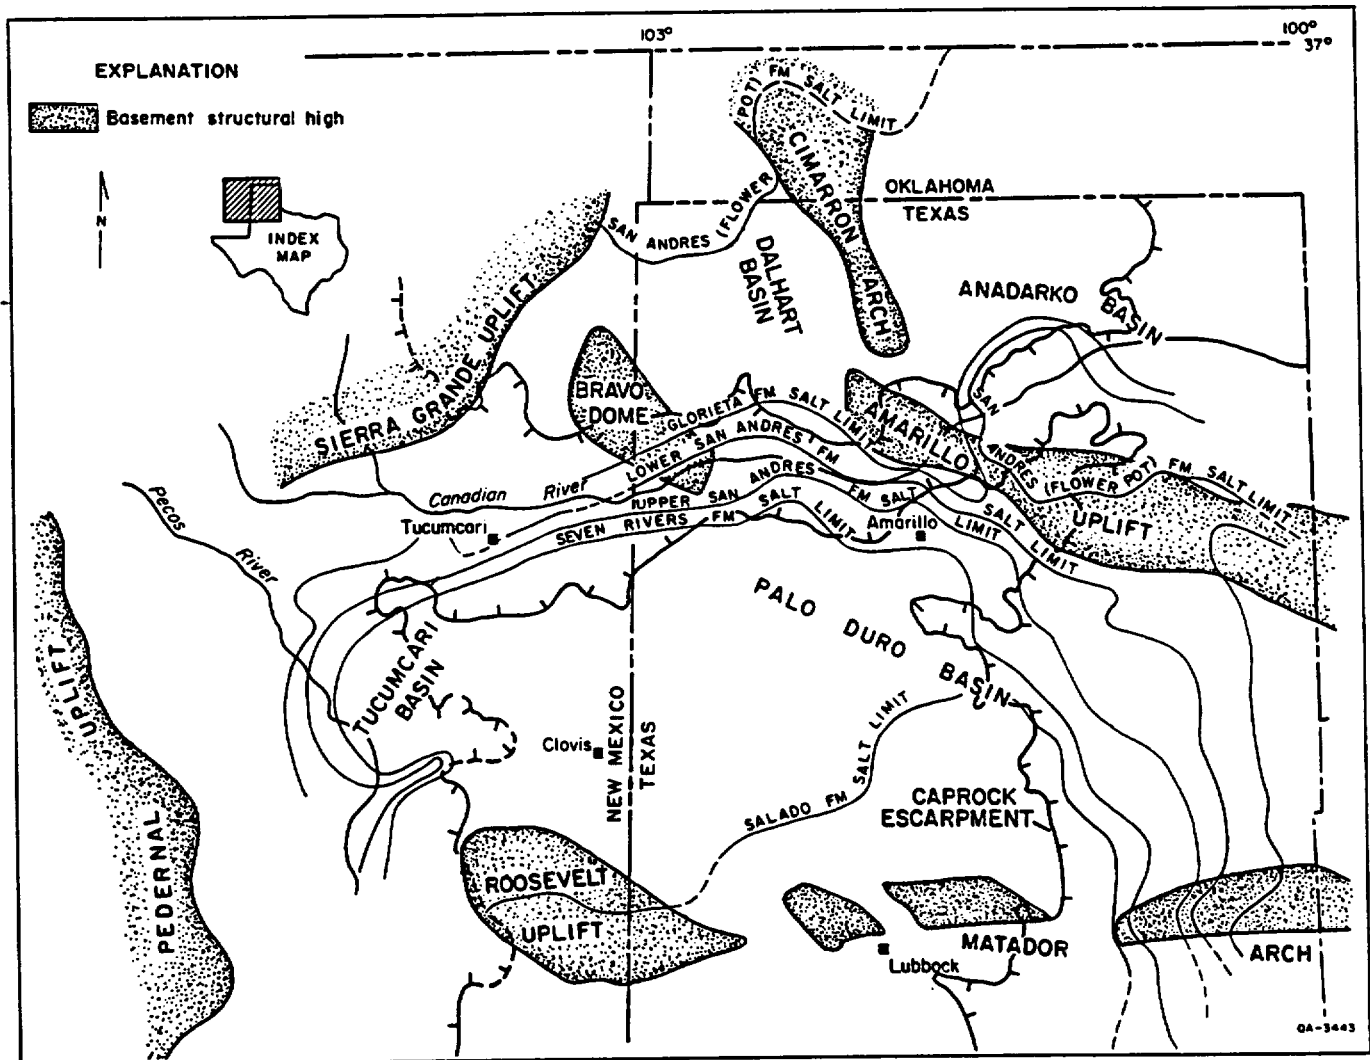 103°
100°
37°
EXPLANATION
Basement structural high
N
INDEX
MAP
(POT) FM SALT LIMIT
CIMARRON ARCH
OKLAHOMA
TEXAS
SAN ANDRES (FLOWER
DALHART
BASIN
ANADARKO BASIN
SIERRA GRANDE UPLIFT
BRAVO
DOME
GLORIETA FM SALT LIMIT
LOWER SAN ANDRES FM SALT LIMIT
UPPER SAN ANDRES FM SALT LIMIT
SEVEN RIVERS FM SALT LIMIT
AMARILLO
UPLIFT
SAN ANDRES (FLOWER POT) FM SALT LIMIT
Canadian River
Pecos River
Tucumcari
Amarillo
PALO DURO BASIN
TUCUMCARI
BASIN
UPLIFT
PEDERNAL
Clovis
NEW MEXICO
TEXAS
SALADO FM SALT LIMIT
CAPROCK
ESCARPMENT
ROOSEVELT
UPLIFT
MATADOR
ARCH
Lubbock
QA-3443